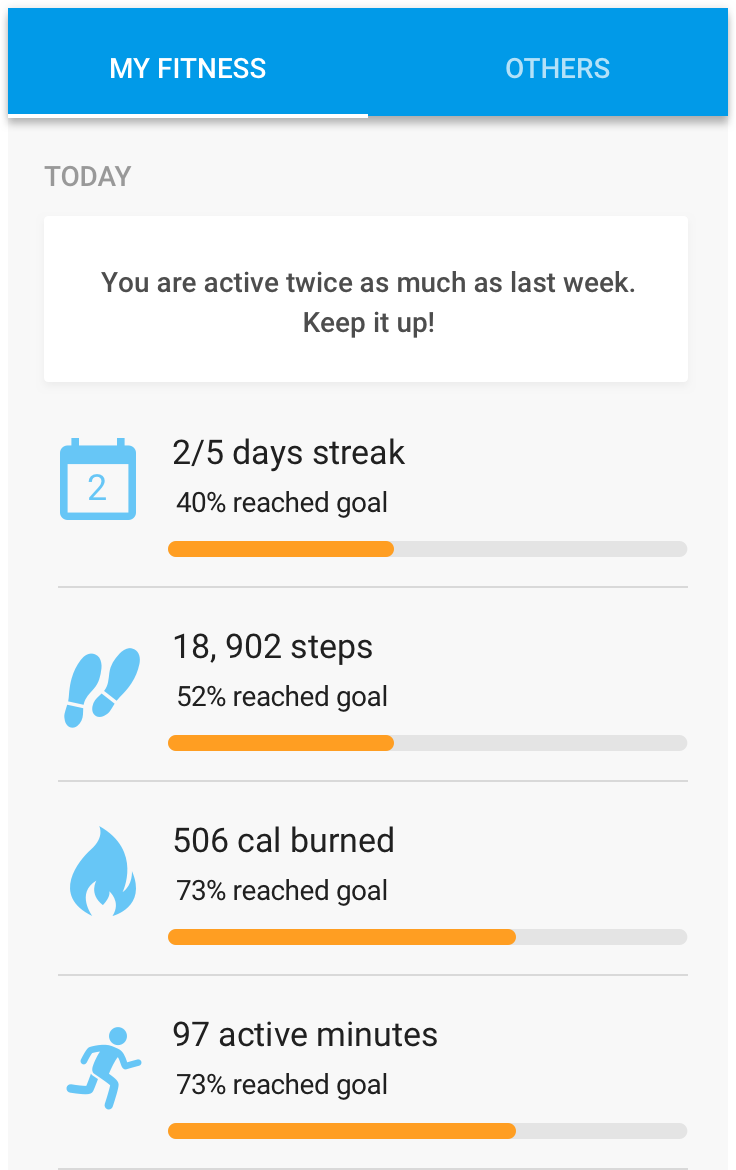 MY FITNESS
OTHERS
TODAY
You are active twice as much as last week.
Keep it up!
2
2/5 days streak
40% reached goal
18, 902 steps
52% reached goal
506 cal burned
73% reached goal
97 active minutes
73% reached goal